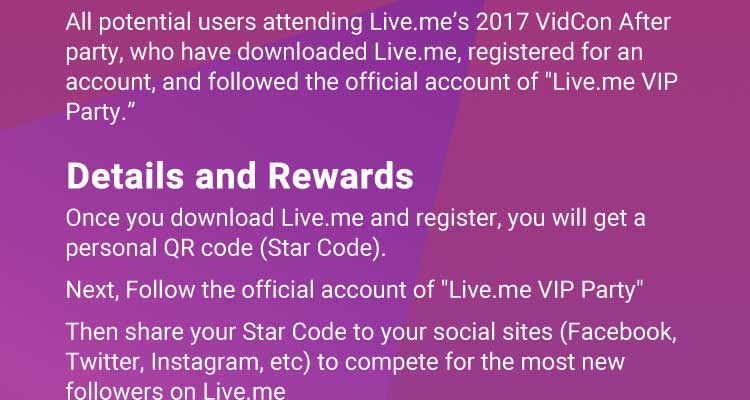 All potential users attending Live.me’s 2017 VidCon After
party, who have downloaded Live.me, registered for an
account, and followed the official account of "Live.me VIP
Party.”
Details and Rewards
Once you download Live.me and register, you will get a
personal QR code (Star Code).
Next, Follow the official account of "Live.me VIP Party"
Then share your Star Code to your social sites (Facebook,
Twitter, Instagram, etc) to compete for the most new
followers on Live.me